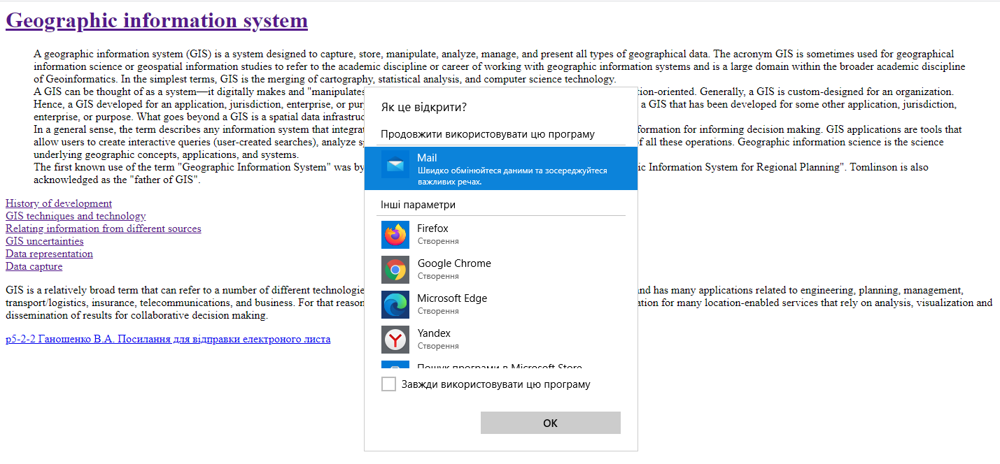 Geographic information system
A geographic information system (GIS) is a system designed to capture, store, manipulate, analyze, manage, and present all types of geographical data. The acronym GIS is sometimes used for geographical
information science or geospatial information studies to refer to the academic discipline or career of working with geographic information systems and is a large domain within the broader academic discipline
of Geoinformatics. In the simplest terms, GIS is the merging of cartography, statistical analysis, and computer science technology.
A GIS can be thought of as a system—it digitally makes and "manipulates
tion-oriented. Generally, a GIS is custom-designed for an organization.
Hence, a GIS developed for an application, jurisdiction, enterprise, or pur
a GIS that has been developed for some other application, jurisdiction,
enterprise, or purpose. What goes beyond a GIS is a spatial data infrastruc
In a general sense, the term describes any information system that integrat
formation for informing decision making. GIS applications are tools that
allow users to create interactive queries (user-created searches), analyze s
of all these operations. Geographic information science is the science
underlying geographic concepts, applications, and systems.
The first known use of the term "Geographic Information System" was by
ic Information System for Regional Planning". Tomlinson is also
acknowledged as the "father of GIS".
History of development
GIS techniques and technology
Relating information from different sources
GIS uncertainties
Data representation
Data capture
GIS is a relatively broad term that can refer to a number of different technologie
nd has many applications related to engineering, planning, management,
transport/logistics, insurance, telecommunications, and business. For that reason
ation for many location-enabled services that rely on analysis, visualization and
dissemination of results for collaborative decision making.
p5-2-2 Ганошенко В.А. Посилання для відправки електроного листа
Як це відкрити?
Продовжити використовувати цю програму
Mail
Швидко обмінюйтеся даними та зосереджуйтеся
важливих речах.
Інші параметри
Firefox
Створення
Google Chrome
Створення
Microsoft Edge
Створення
Yandex
Створення
Пошук програми в Microsoft Store
Завжди використовувати цю програму
OK